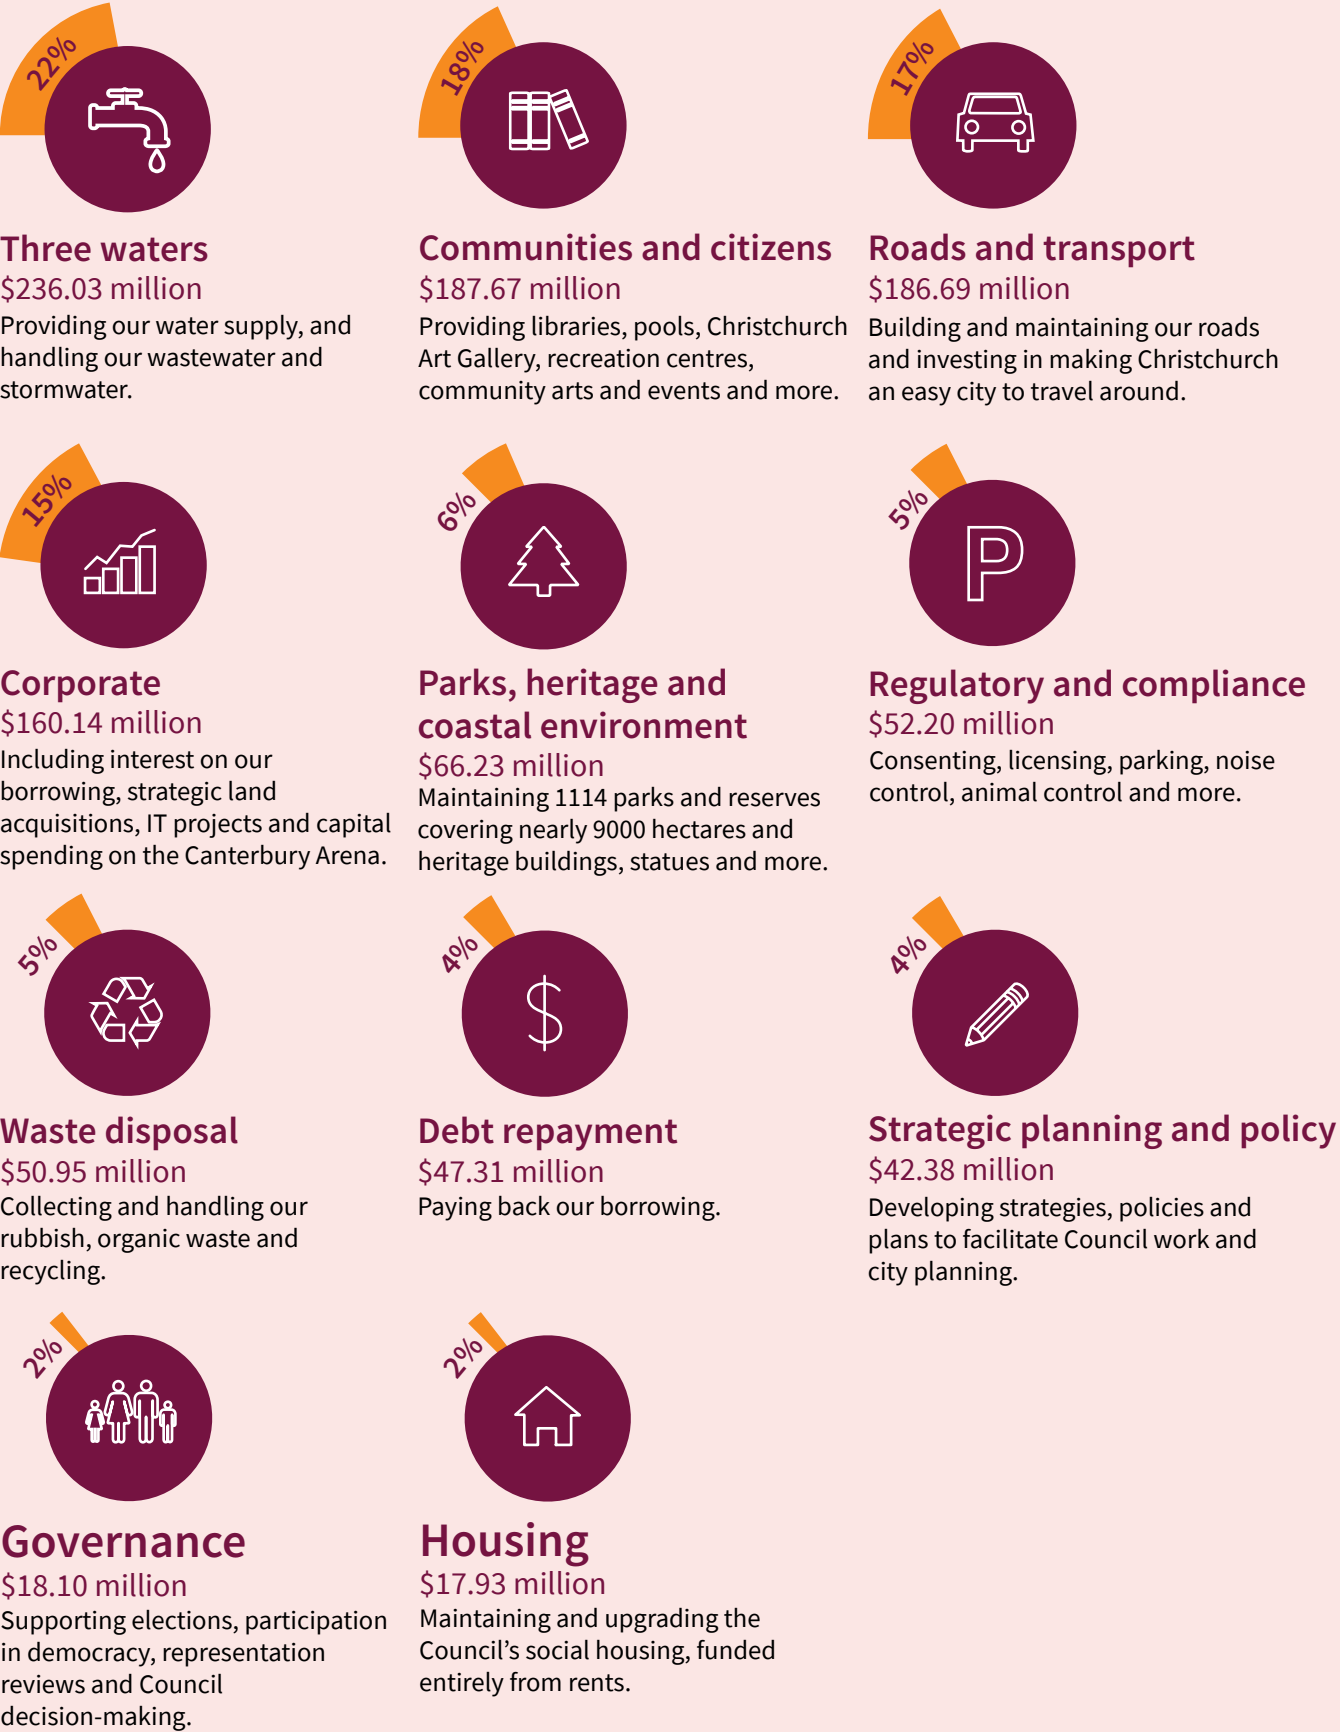 22%
Three waters
$236.03 million
Providing our water supply, and
handling our wastewater and
stormwater.
18%
Communities and citizens
$187.67 million
Providing libraries, pools, Christchurch
Art Gallery, recreation centres,
community arts and events and more.
17%
Roads and transport
$186.69 million
Building and maintaining our roads
and investing in making Christchurch
an easy city to travel around.
15%
Corporate
$160.14 million
Including interest on our
borrowing, strategic land
acquisitions, IT projects and capital
spending on the Canterbury Arena.
6%
Parks, heritage and
coastal environment
$66.23 million
Maintaining 1114 parks and reserves
covering nearly 9000 hectares and
heritage buildings, statues and more.
5%
P
Regulatory and compliance
$52.20 million
Consenting, licensing, parking, noise
control, animal control and more.
5%
Waste disposal
$50.95 million
Collecting and handling our
rubbish, organic waste and
recycling.
4%
$
Debt repayment
$47.31 million
Paying back our borrowing.
4%
Strategic planning and policy
$42.38 million
Developing strategies, policies and
plans to facilitate Council work and
city planning.
2%
Governance
$18.10 million
Supporting elections, participation
in democracy, representation
reviews and Council
decision-making.
2%
Housing
$17.93 million
Maintaining and upgrading the
Council’s social housing, funded
entirely from rents.